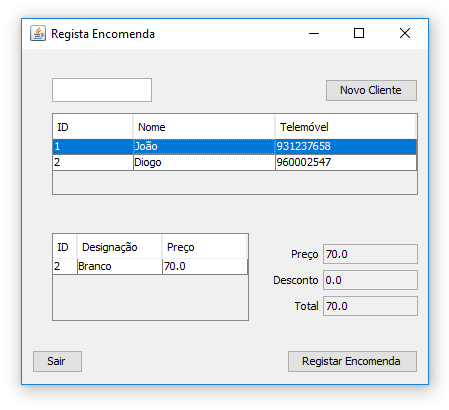 Regista Encomenda
Novo Cliente
ID Nome Telemóvel
1 João 931237658
2 Diogo 960002547
ID Designação Preço
2 Branco 70.0
Preço 70.0
Desconto 0.0
Total 70.0
Sair Registar Encomenda